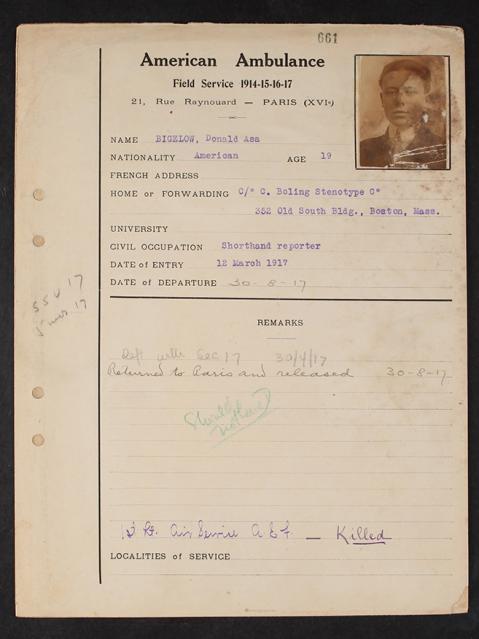 661
American Ambulance
Field Service 1914-15-16-17
21, Rue Raynouard — PARIS (XVIe)
NAME BIGELOW, Donald Asa
NATIONALITY American AGE 19
FRENCH ADDRESS
HOME or FORWARDING C/° C. Boling Stenotype C°
352 Old South Bldg., Boston, Mass.
UNIVERSITY
CIVIL OCCUPATION Shorthand reporter
DATE of ENTRY 12 March 1917
DATE of DEPARTURE 30-8-17
SSU 17
17
REMARKS
Left with Sec 17 30/4/17
Returned to Paris and released 30-8-17
1st Lt. Air Service A E F — Killed
LOCALITIES of SERVICE